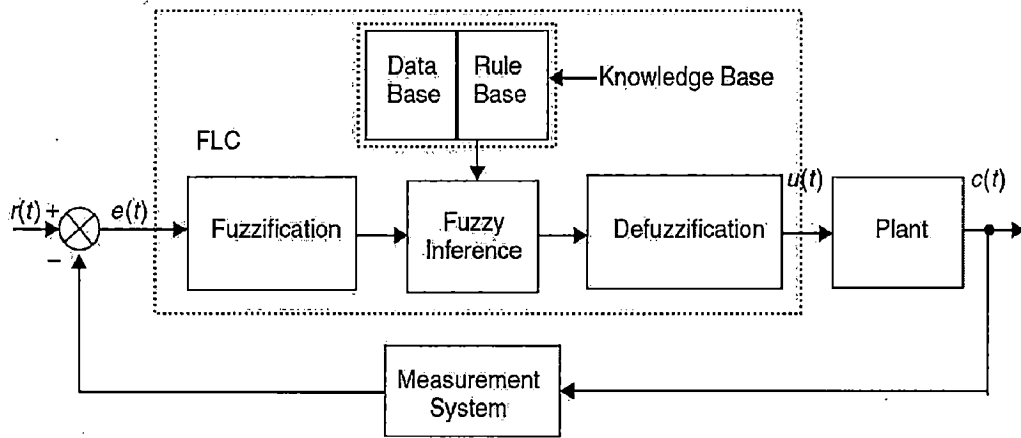 Data
Base
Rule
Base
Knowledge Base
FLC
r(t) +
−
e(t)
Fuzzification
Fuzzy
Inference
Defuzzification
u(t)
Plant
c(t)
Measurement
System